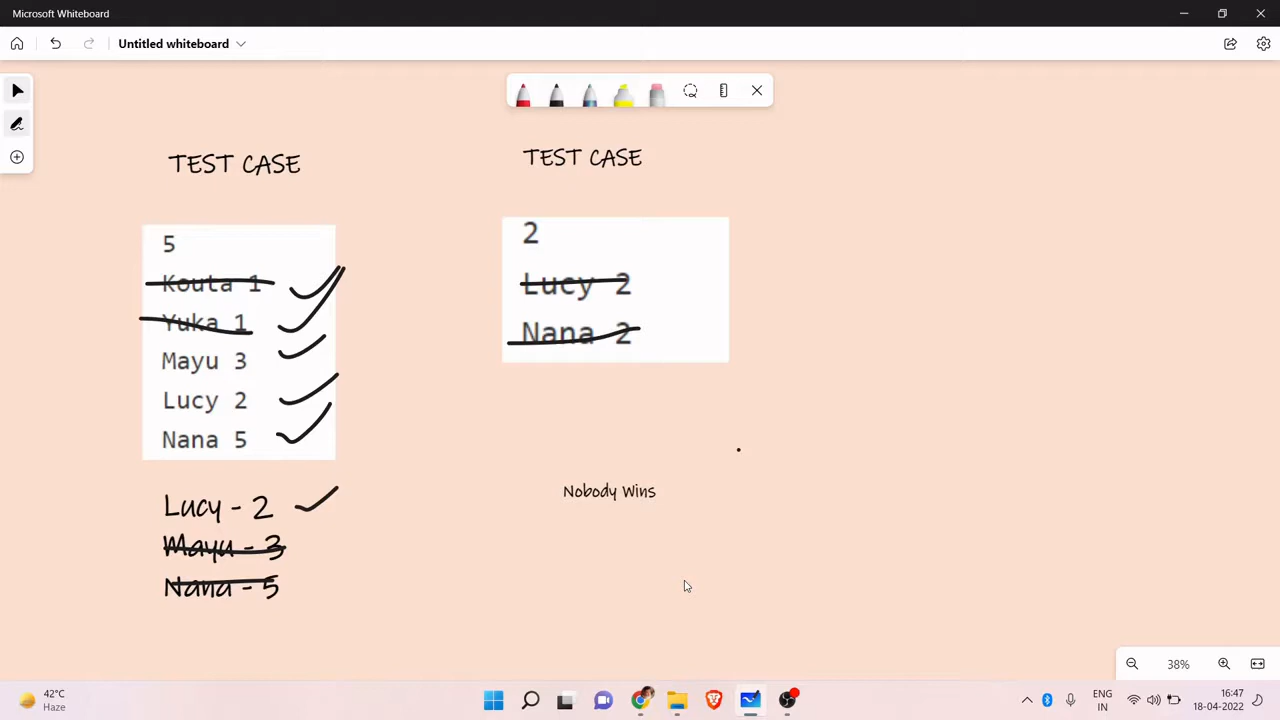 Microsoft Whiteboard
Untitled whiteboard
TEST CASE
5
Kouta 1
Yuka 1
Mayu 3
Lucy 2
Nana 5
Lucy - 2
Mayu - 3
Nana - 5
TEST CASE
2
Lucy 2
Nana 2
Nobody Wins
38%
42°C
Haze
ENG
IN
16:47
18-04-2022